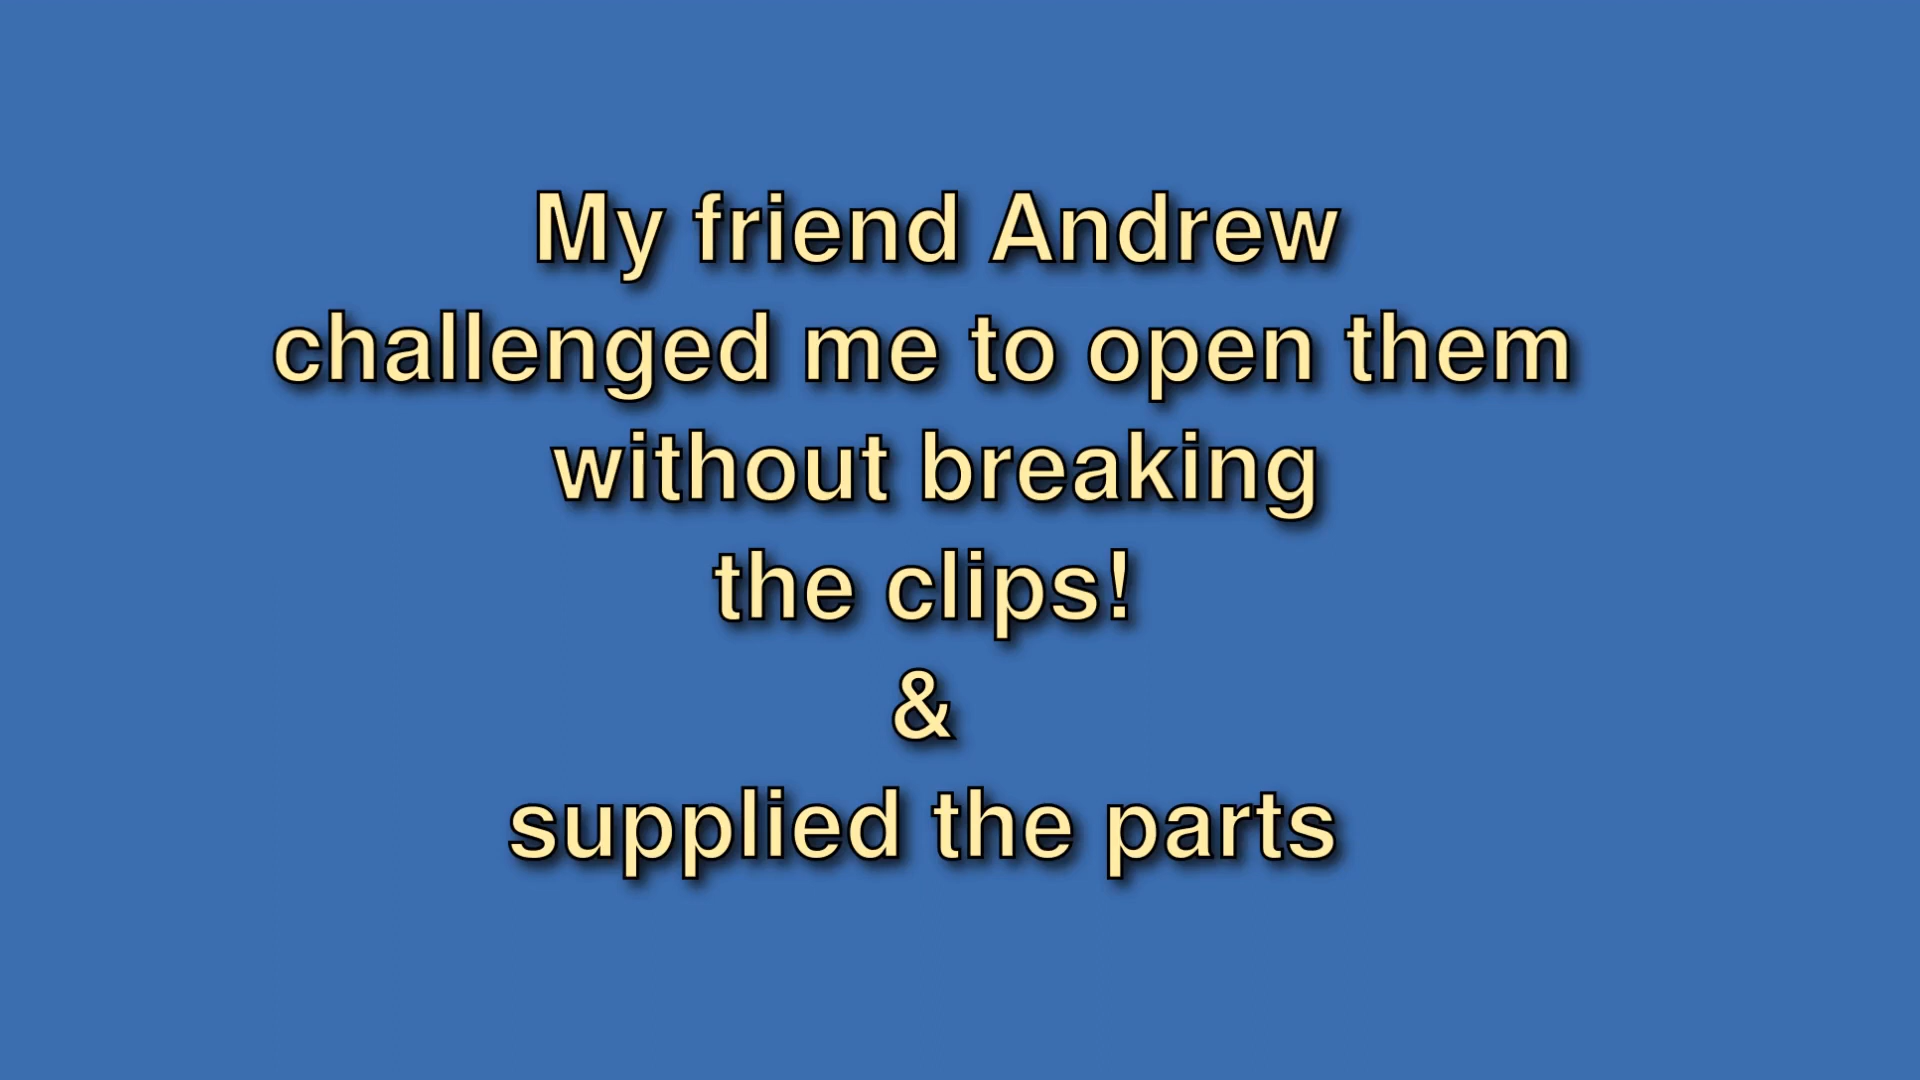 My friend Andrew
challenged me to open them
without breaking
the clips!
&
supplied the parts